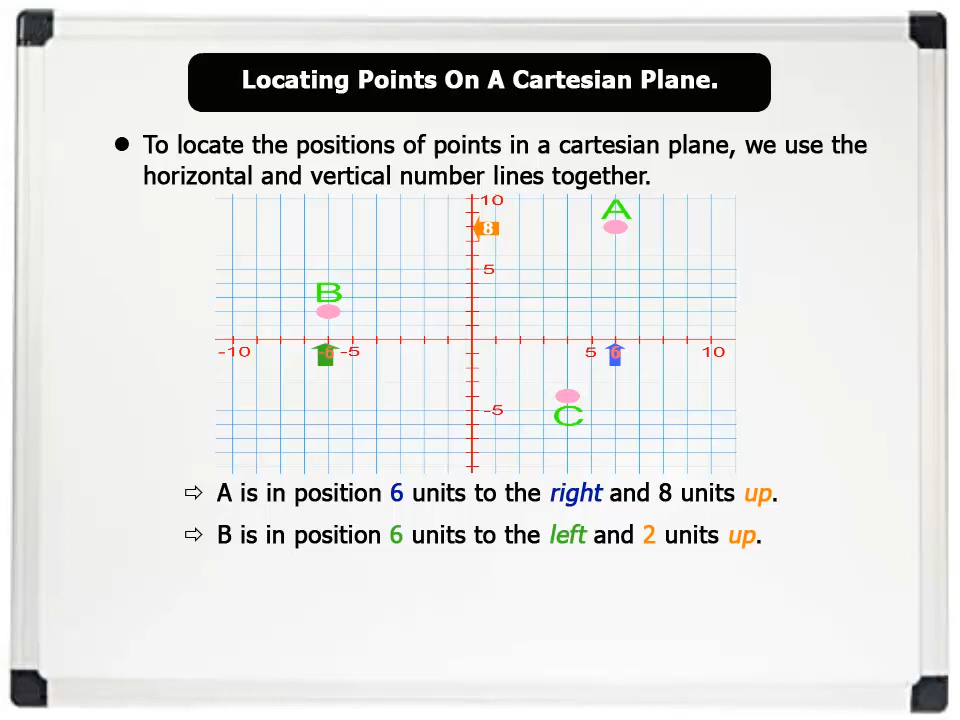 Locating Points On A Cartesian Plane.
● To locate the positions of points in a cartesian plane, we use the
horizontal and vertical number lines together.
10
A
8
5
B
-10 -6 -5 5 6 10
-5
C
⇨ A is in position 6 units to the right and 8 units up.
⇨ B is in position 6 units to the left and 2 units up.